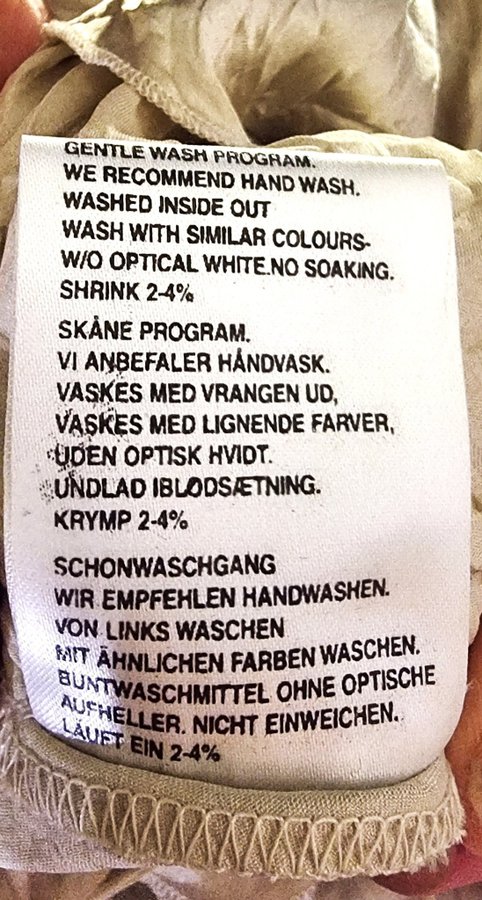 GENTLE WASH PROGRAM.
WE RECOMMEND HAND WASH.
WASHED INSIDE OUT
WASH WITH SIMILAR COLOURS-
W/O OPTICAL WHITE.NO SOAKING.
SHRINK 2-4%
SKÅNE PROGRAM.
VI ANBEFALER HÅNDVASK.
VASKES MED VRANGEN UD,
VASKES MED LIGNENDE FARVER,
UDEN OPTISK HVIDT.
UNDLAD IBLØDSÆTNING.
KRYMP 2-4%
SCHONWASCHGANG
WIR EMPFEHLEN HANDWASHEN.
VON LINKS WASCHEN
MIT ÄHNLICHEN FARBEN WASCHEN.
BUNTWASCHMITTEL OHNE OPTISCHE
AUFHELLER. NICHT EINWEICHEN.
LÄUFT EIN 2-4%